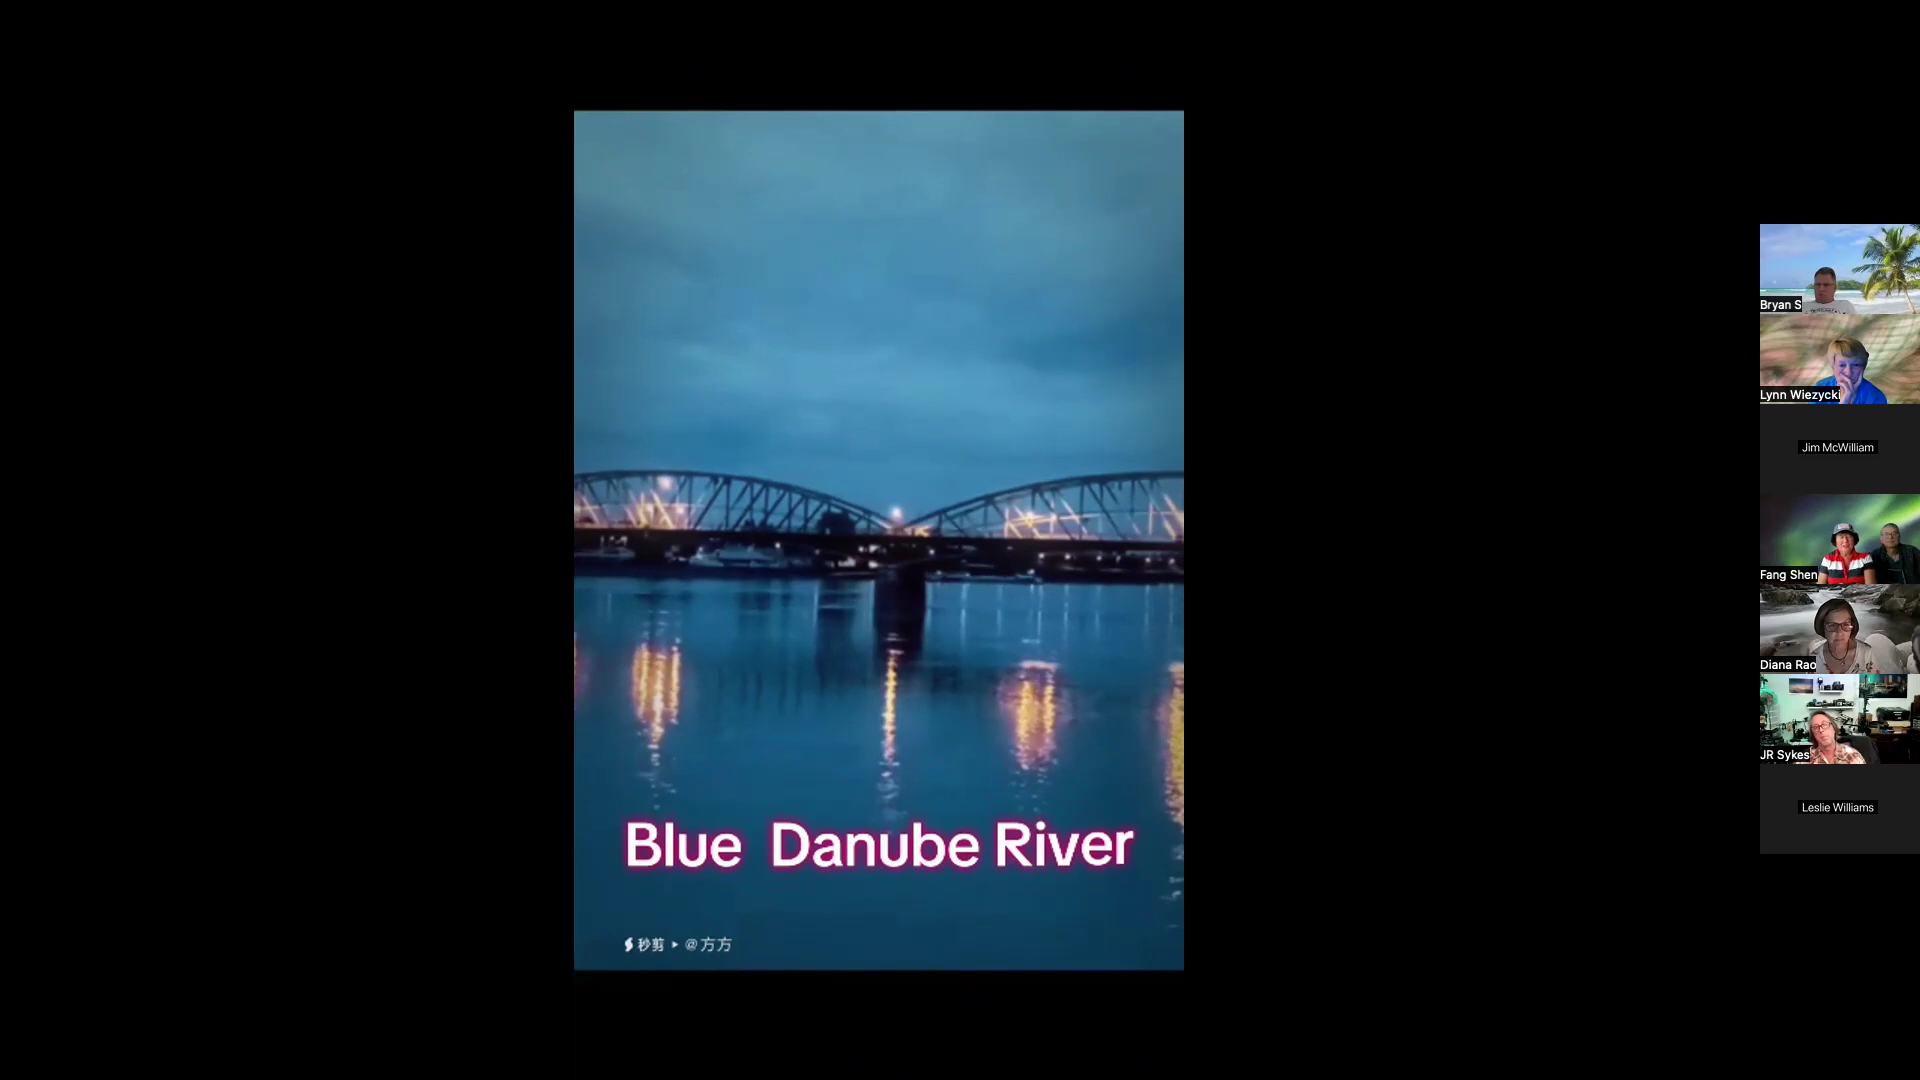 Blue Danube River
秒剪 ▸ @方方
Bryan S
Lynn Wiezycki
Jim McWilliam
Fang Shen
Diana Rao
JR Sykes
Leslie Williams